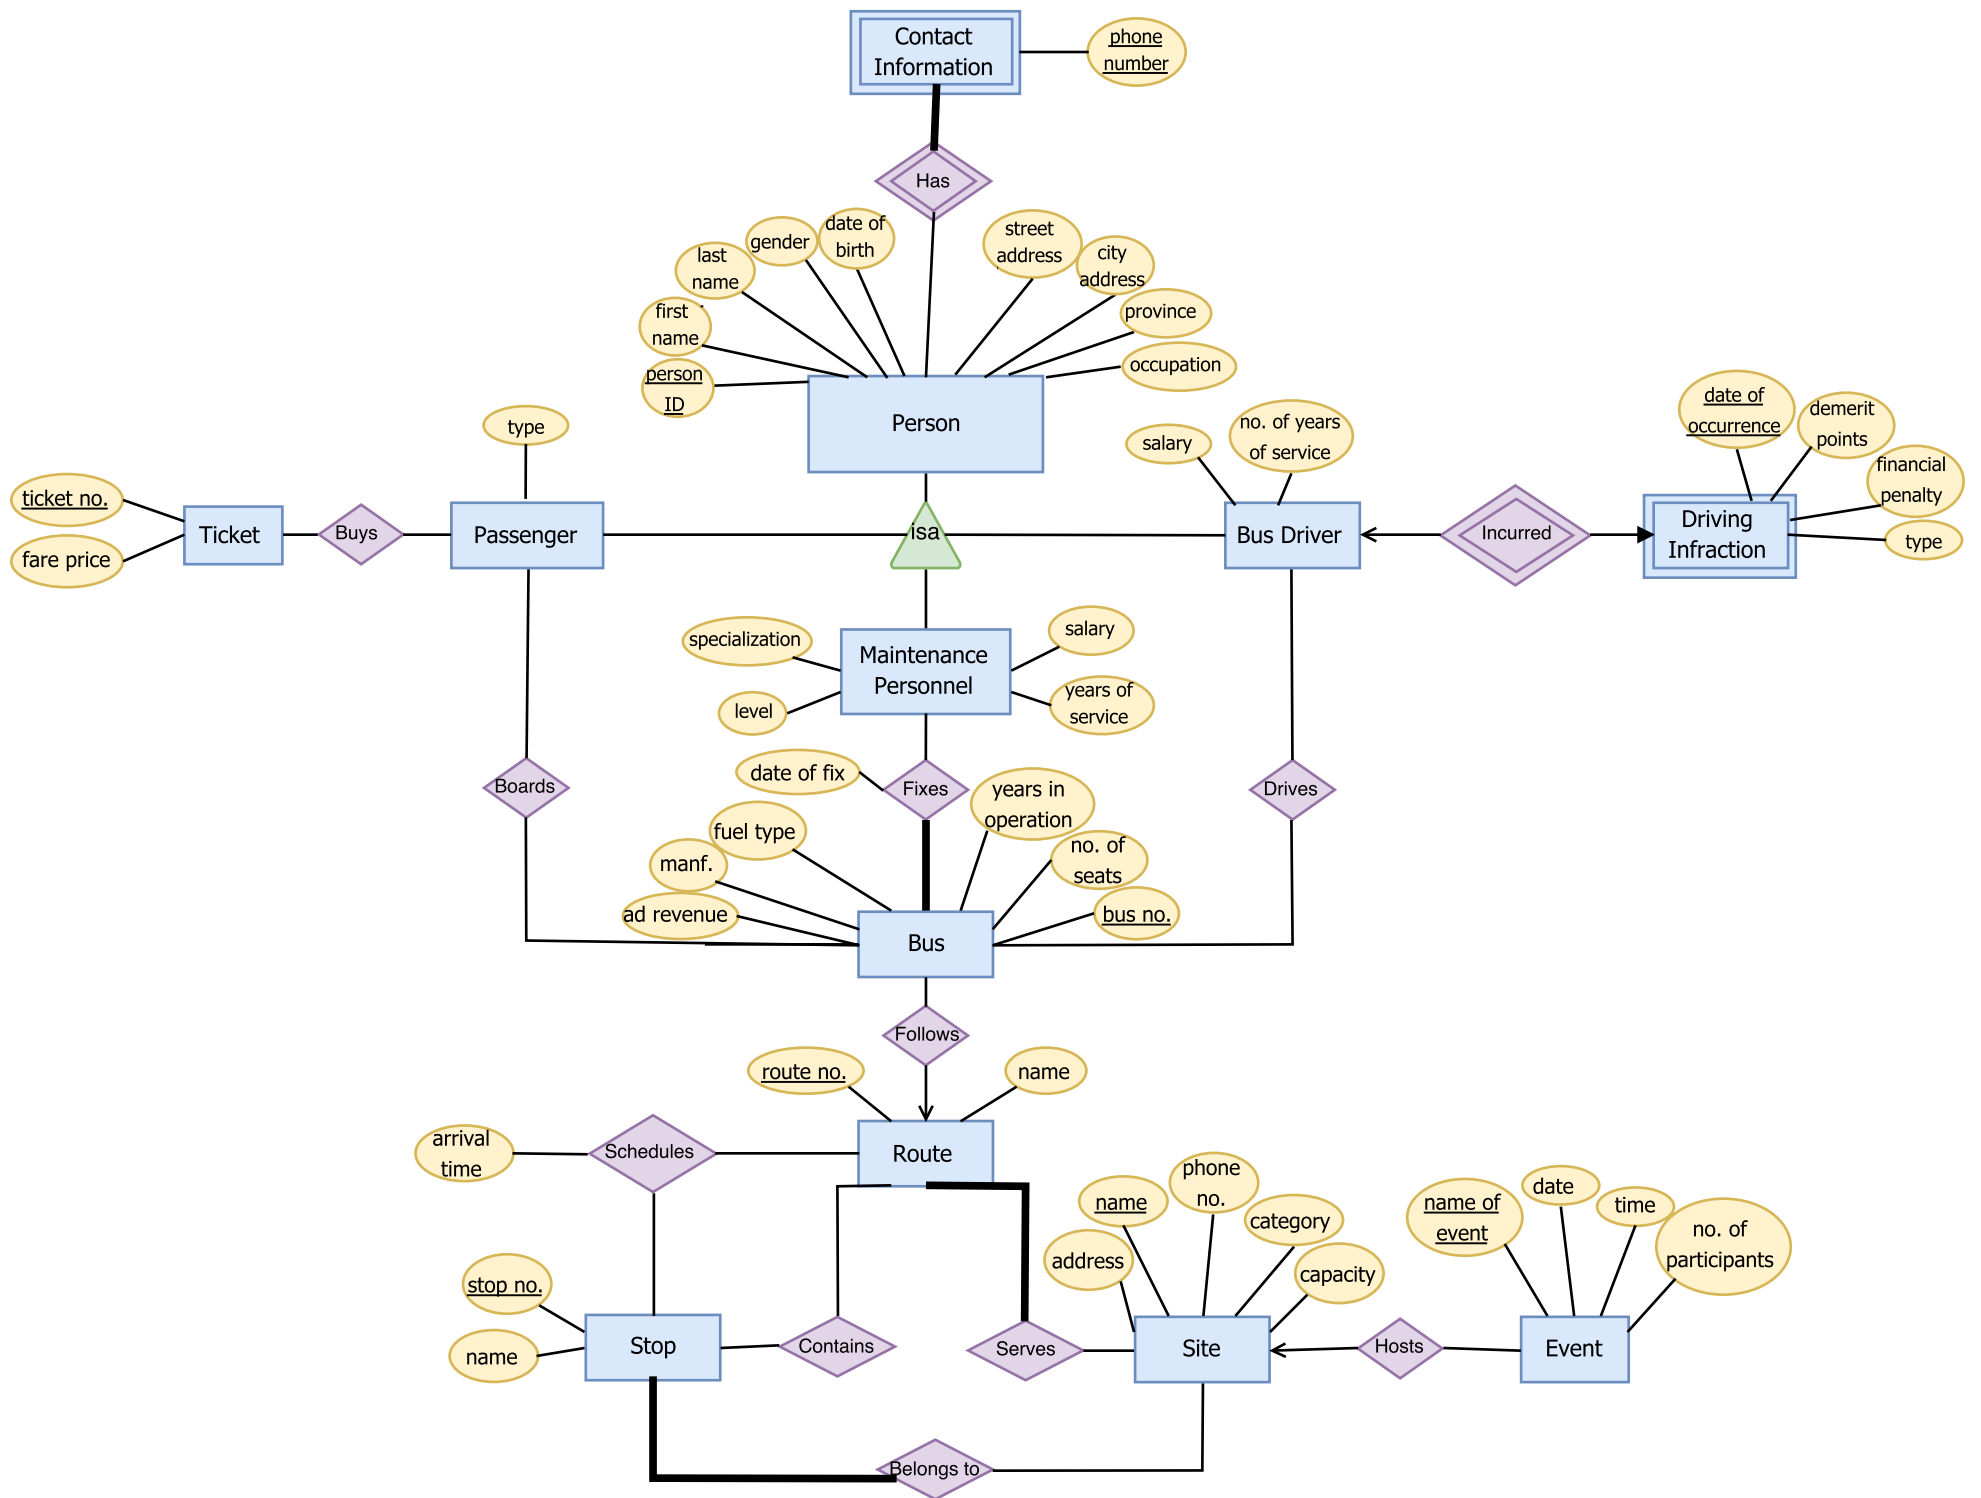 Contact
Information
phone
number
Has
date of
birth
gender
last
name
first
name
person
ID
street
address
city
address
province
occupation
Person
type
ticket no.
fare price
Ticket
Buys
Passenger
isa
salary
no. of years
of service
Bus Driver
Incurred
date of
occurrence
demerit
points
financial
penalty
type
Driving
Infraction
specialization
level
Maintenance
Personnel
salary
years of
service
Boards
date of fix
Fixes
Drives
years in
operation
fuel type
manf.
ad revenue
no. of
seats
bus no.
Bus
Follows
route no.
name
arrival
time
Schedules
Route
stop no.
name
Stop
Contains
Serves
address
name
phone
no.
category
capacity
Site
Hosts
name of
event
date
time
no. of
participants
Event
Belongs to